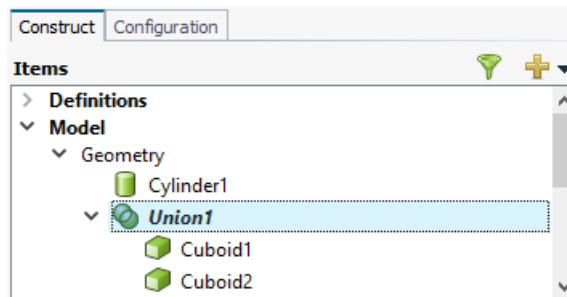 Construct Configuration
Items
Definitions
Model
Geometry
Cylinder1
Union1
Cuboid1
Cuboid2